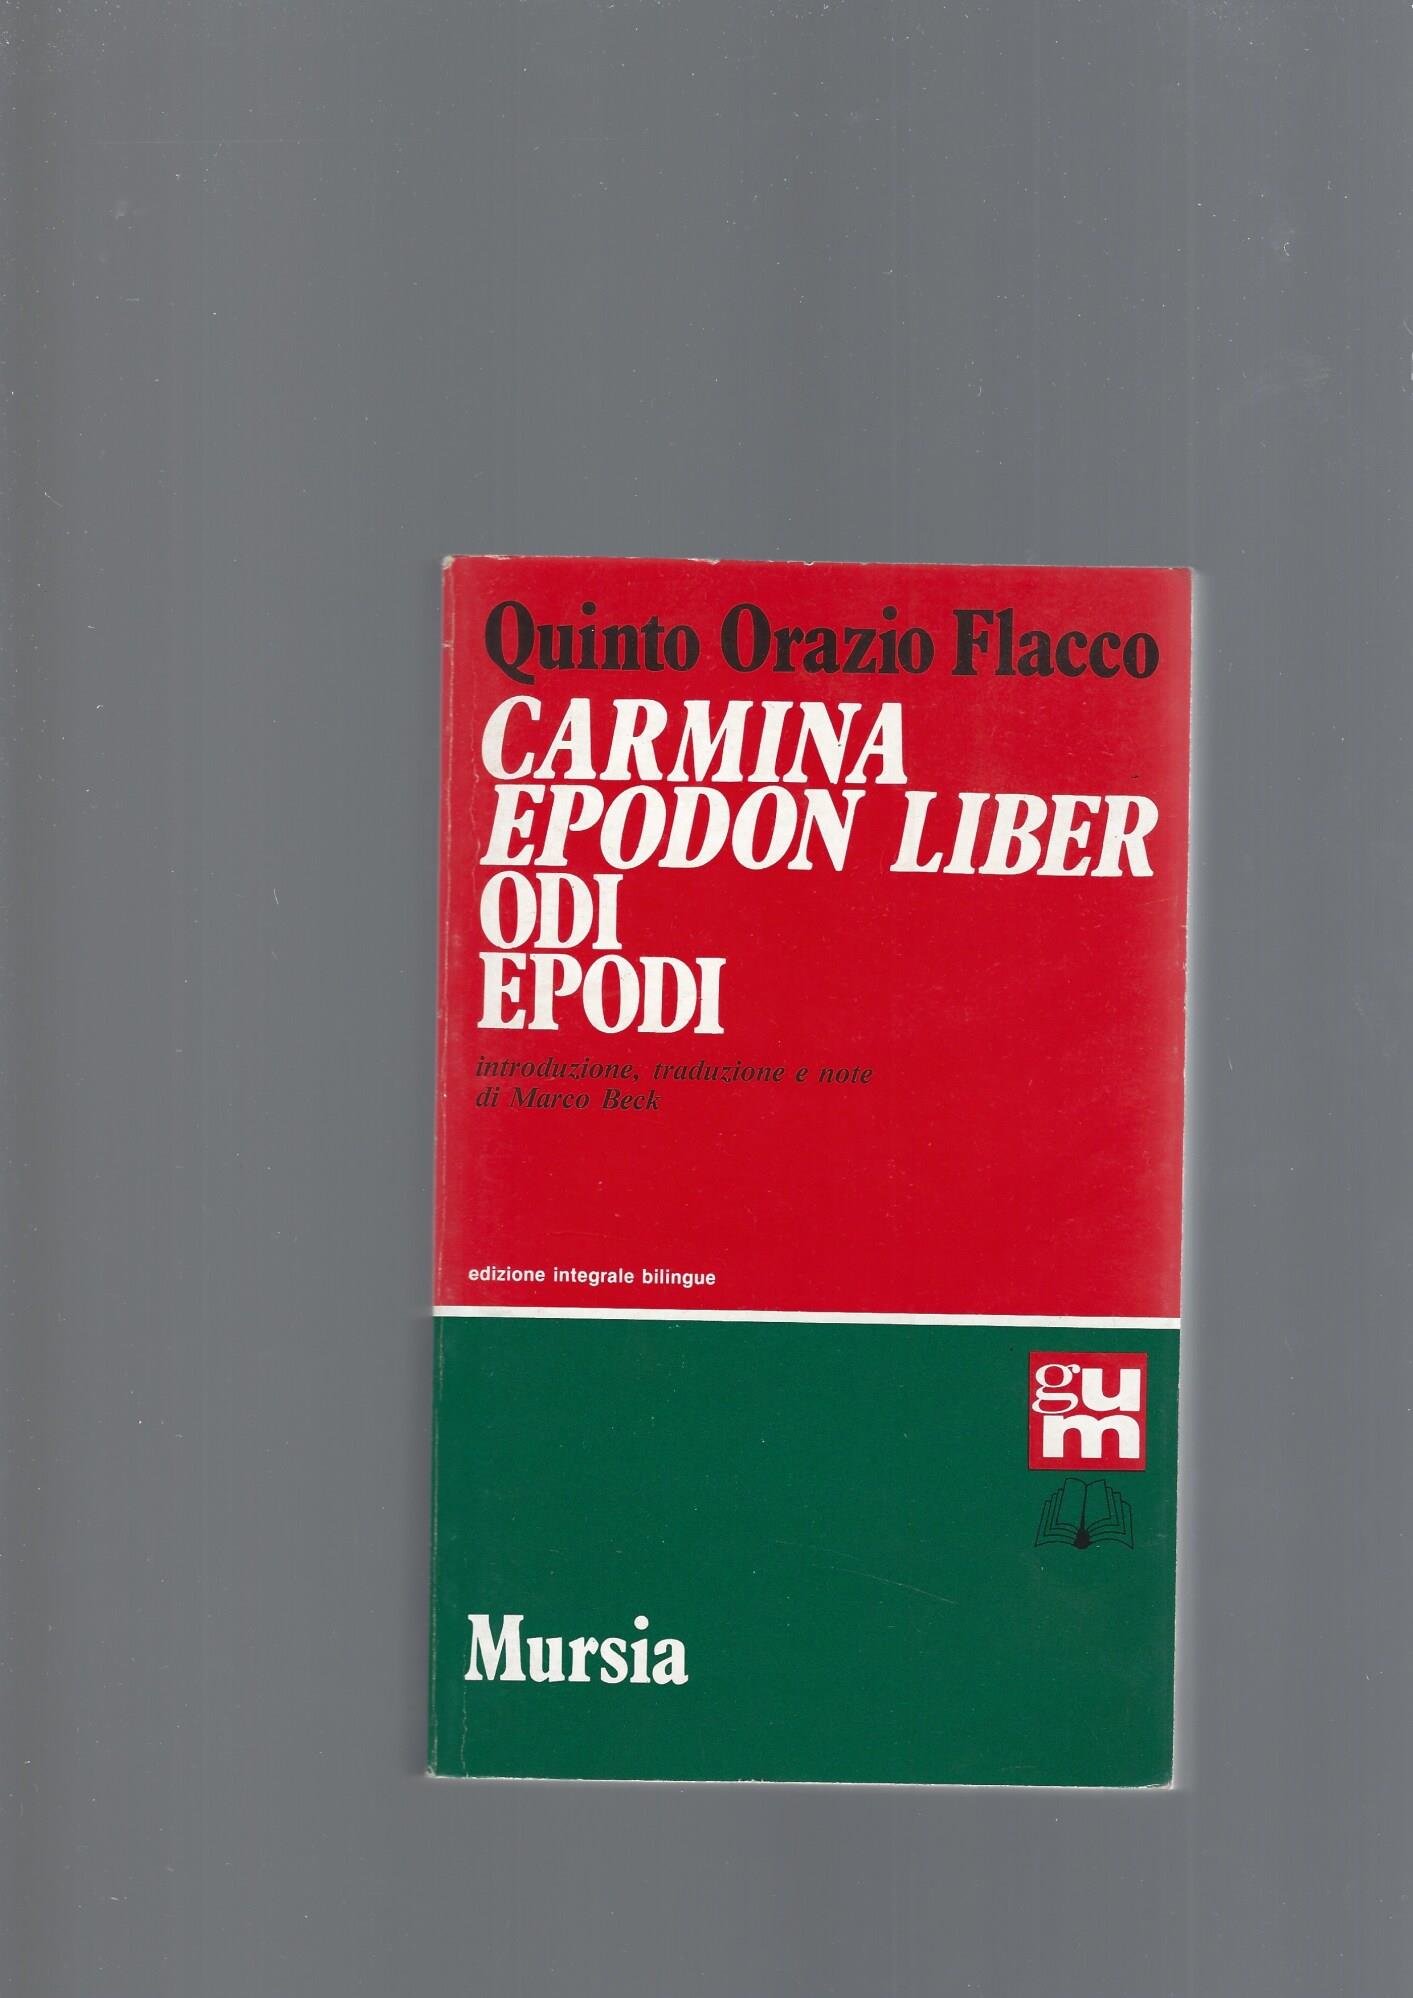 Quinto Orazio Flacco
CARMINA
EPODON LIBER
ODI
EPODI
introduzione, traduzione e note
di Marco Beck
edizione integrale bilingue
gu
m
Mursia